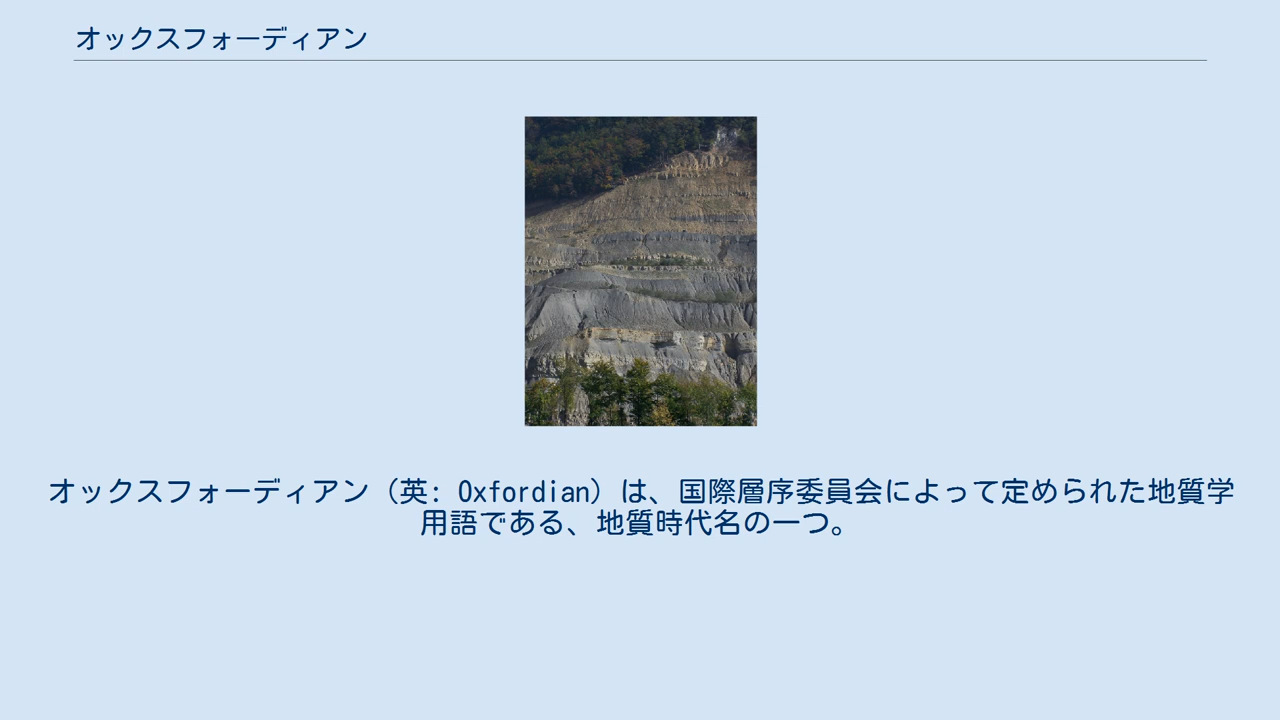 オックスフォーディアン
オックスフォーディアン（英: Oxfordian）は、国際層序委員会によって定められた地質学
用語である、地質時代名の一つ。